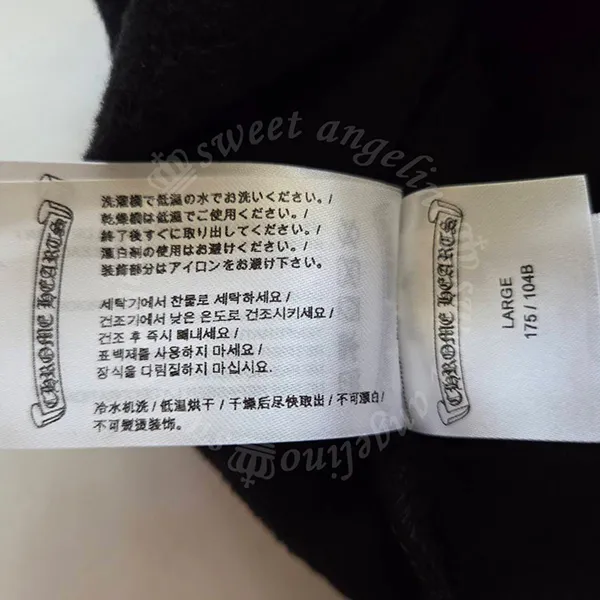 sweet angelino
CHROME HEARTS
洗濯機で低温の水でお洗いください。/
乾燥機は低温でご使用ください。/
終了後すぐに取り出してください。/
漂白剤の使用はお避けください。/
装飾部分はアイロンをお避け下さい。
세탁기에서 찬물로 세탁하세요 /
건조기에서 낮은 온도로 건조시키세요 /
건조 후 즉시 빼내세요 /
표백제를 사용하지 마세요 /
장식을 다림질하지 마십시요.
冷水机洗 / 低温烘干 / 干燥后尽快取出 / 不可漂白 /
不可熨烫装饰。
CHROME HEARTS
LARGE
175 / 104B
sweet angelino